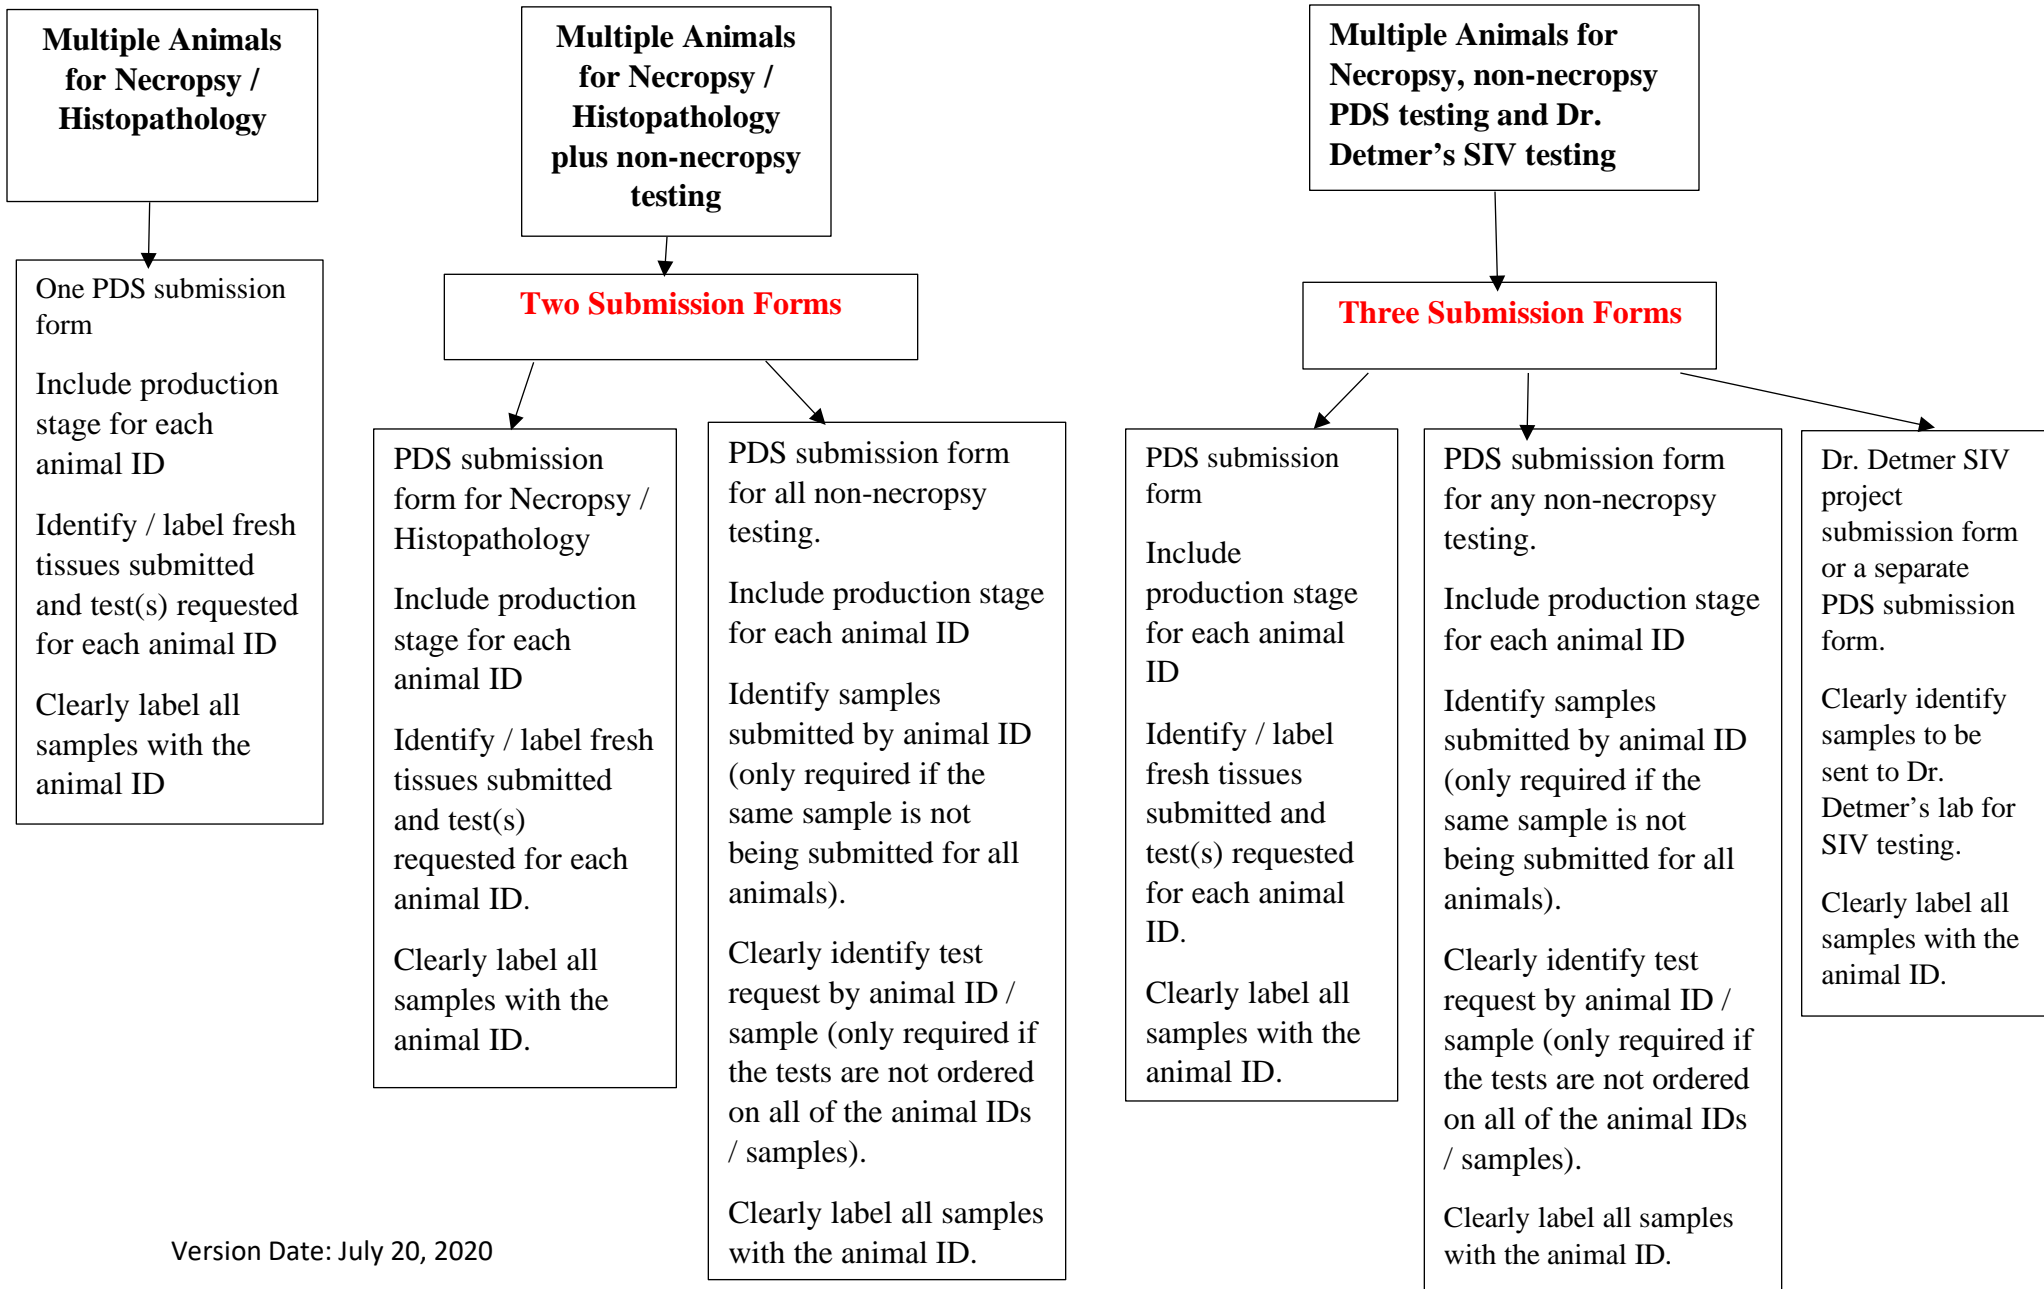 Multiple Animals
for Necropsy /
Histopathology
One PDS submission
form
Include production
stage for each
animal ID
Identify / label fresh
tissues submitted
and test(s) requested
for each animal ID
Clearly label all
samples with the
animal ID
Multiple Animals
for Necropsy /
Histopathology
plus non-necropsy
testing
Two Submission Forms
PDS submission
form for Necropsy /
Histopathology
Include production
stage for each
animal ID
Identify / label fresh
tissues submitted
and test(s)
requested for each
animal ID.
Clearly label all
samples with the
animal ID.
PDS submission form
for all non-necropsy
testing.
Include production stage
for each animal ID
Identify samples
submitted by animal ID
(only required if the
same sample is not
being submitted for all
animals).
Clearly identify test
request by animal ID /
sample (only required if
the tests are not ordered
on all of the animal IDs
/ samples).
Clearly label all samples
with the animal ID.
Multiple Animals for
Necropsy, non-necropsy
PDS testing and Dr.
Detmer’s SIV testing
Three Submission Forms
PDS submission
form
Include
production stage
for each animal
ID
Identify / label
fresh tissues
submitted and
test(s) requested
for each animal
ID.
Clearly label all
samples with the
animal ID.
PDS submission form
for any non-necropsy
testing.
Include production stage
for each animal ID
Identify samples
submitted by animal ID
(only required if the
same sample is not
being submitted for all
animals).
Clearly identify test
request by animal ID /
sample (only required if
the tests are not ordered
on all of the animal IDs
/ samples).
Clearly label all samples
with the animal ID.
Dr. Detmer SIV
project
submission form
or a separate
PDS submission
form.
Clearly identify
samples to be
sent to Dr.
Detmer’s lab for
SIV testing.
Clearly label all
samples with the
animal ID.
Version Date: July 20, 2020